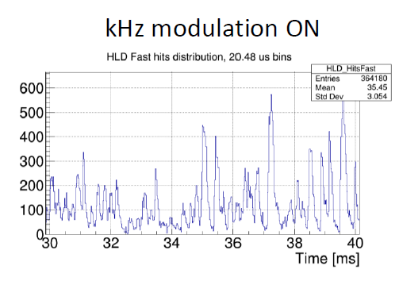 kHz modulation ON
HLD Fast hits distribution, 20.48 us bins
HLD_HitsFast
Entries 364180
Mean 35.45
Std Dev 3.054
600
500
400
300
200
100
0
30 32 34 36 38 40
Time [ms]